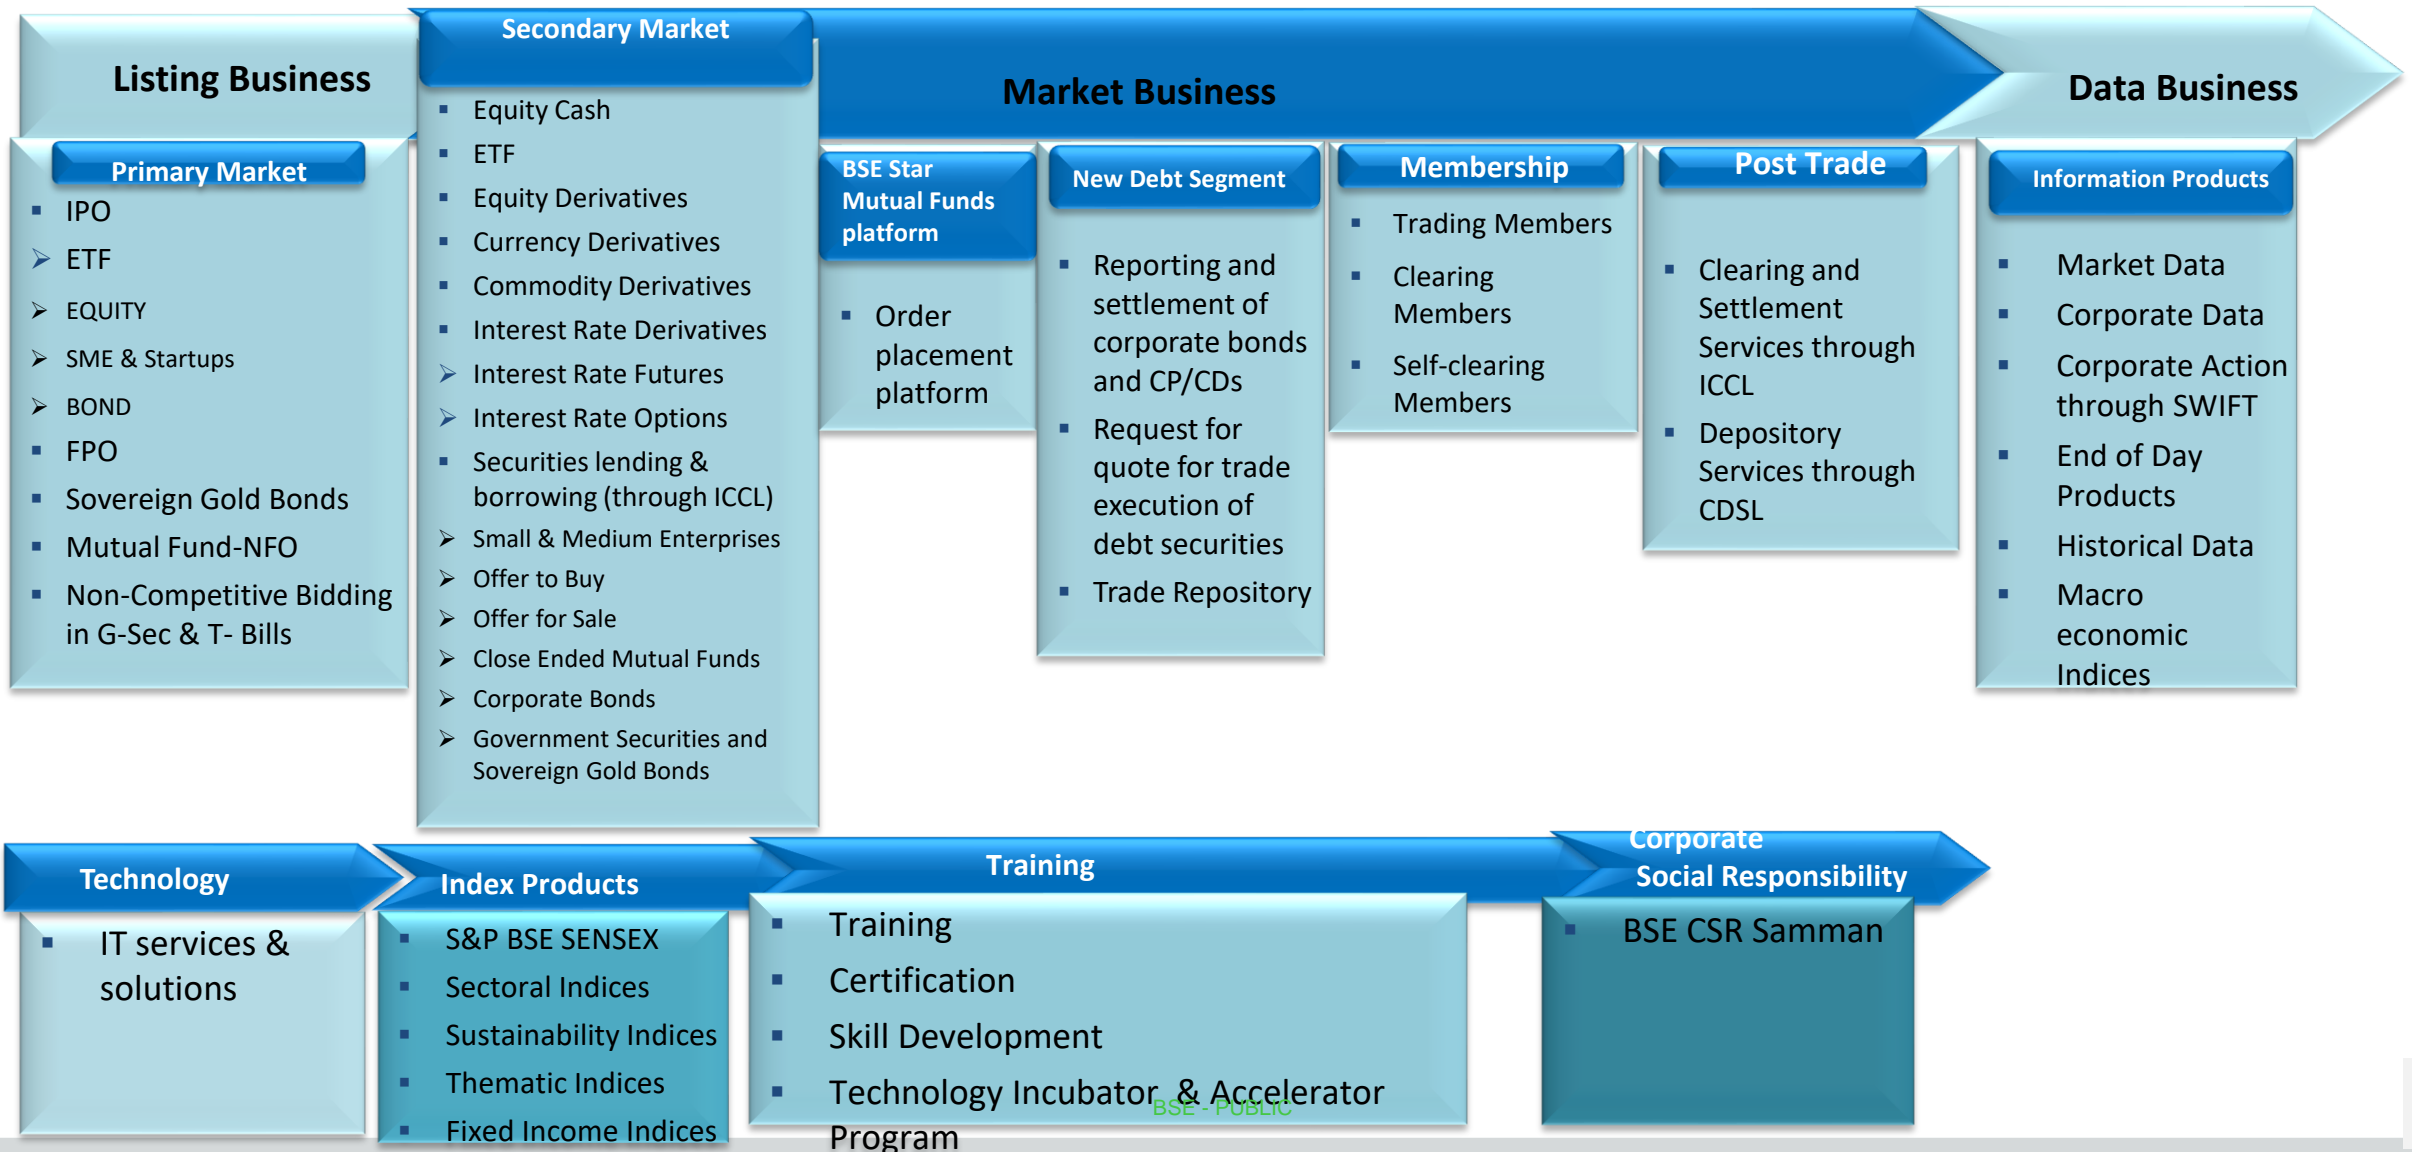 Listing Business
Primary Market
IPO
ETF
EQUITY
SME & Startups
BOND
FPO
Sovereign Gold Bonds
Mutual Fund-NFO
Non-Competitive Bidding
in G-Sec & T- Bills
Secondary Market
Equity Cash
ETF
Equity Derivatives
Currency Derivatives
Commodity Derivatives
Interest Rate Derivatives
Interest Rate Futures
Interest Rate Options
Securities lending &
borrowing (through ICCL)
Small & Medium Enterprises
Offer to Buy
Offer for Sale
Close Ended Mutual Funds
Corporate Bonds
Government Securities and
Sovereign Gold Bonds
Market Business
BSE Star
Mutual Funds
platform
Order
placement
platform
New Debt Segment
Reporting and
settlement of
corporate bonds
and CP/CDs
Request for
quote for trade
execution of
debt securities
Trade Repository
Membership
Trading Members
Clearing
Members
Self-clearing
Members
Post Trade
Clearing and
Settlement
Services through
ICCL
Depository
Services through
CDSL
Data Business
Information Products
Market Data
Corporate Data
Corporate Action
through SWIFT
End of Day
Products
Historical Data
Macro
economic
Indices
Technology
IT services &
solutions
Index Products
S&P BSE SENSEX
Sectoral Indices
Sustainability Indices
Thematic Indices
Fixed Income Indices
Training
Training
Certification
Skill Development
Technology Incubator & Accelerator
Program
BSE - PUBLIC
Corporate
Social Responsibility
BSE CSR Samman